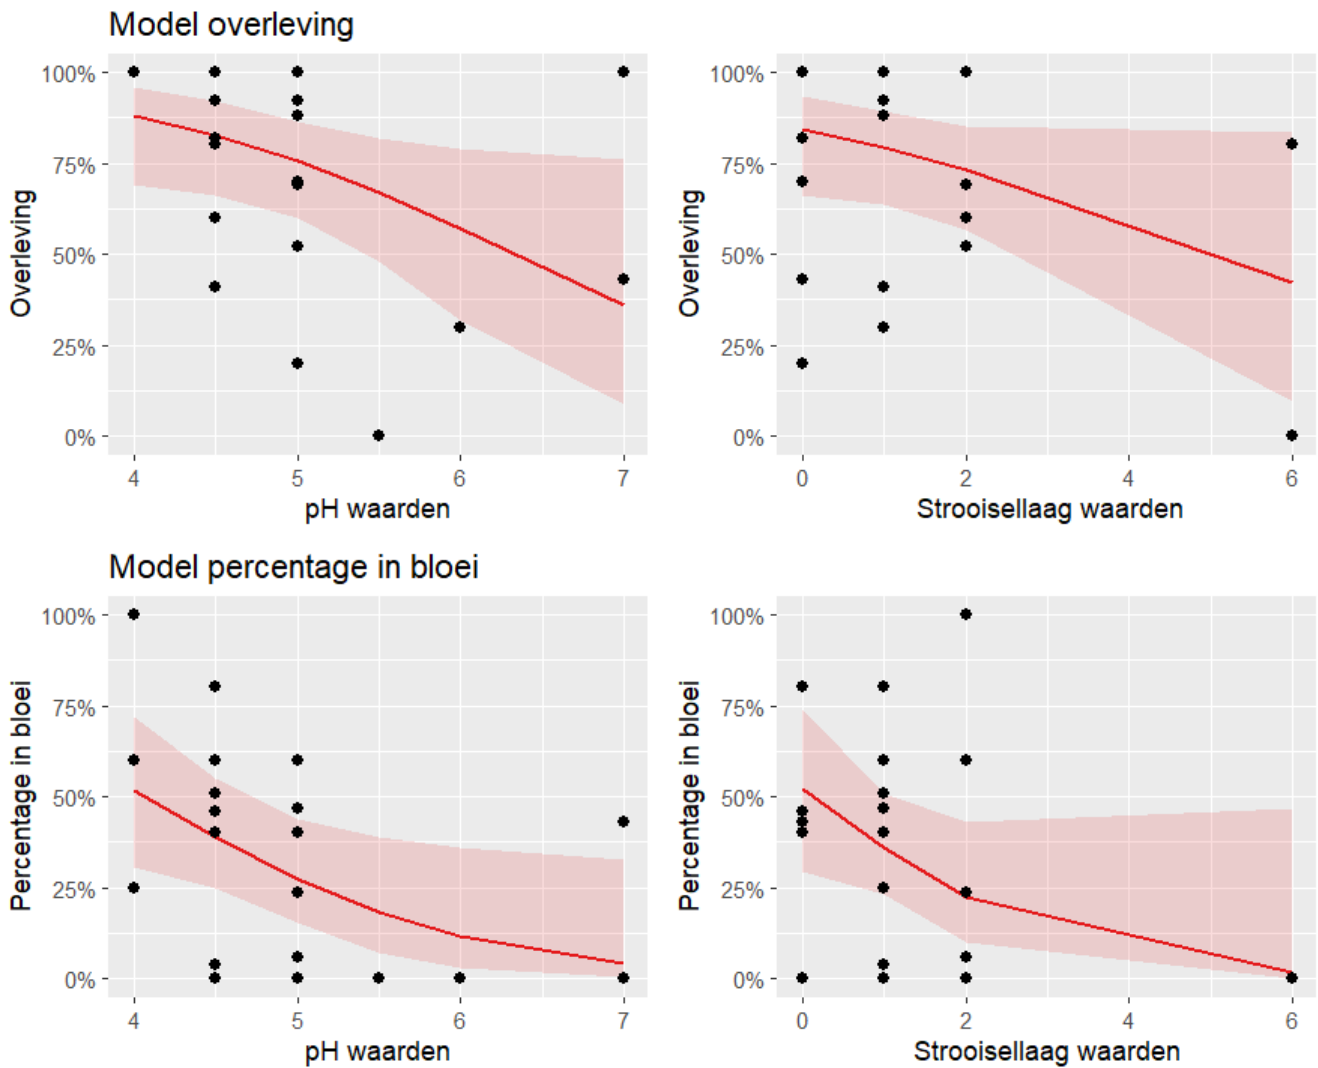 Model overleving
100%
75%
50%
25%
0%
Overleving
4 5 6 7
pH waarden
100%
75%
50%
25%
0%
Overleving
0 2 4 6
Strooisellaag waarden
Model percentage in bloei
100%
75%
50%
25%
0%
Percentage in bloei
4 5 6 7
pH waarden
100%
75%
50%
25%
0%
Percentage in bloei
0 2 4 6
Strooisellaag waarden